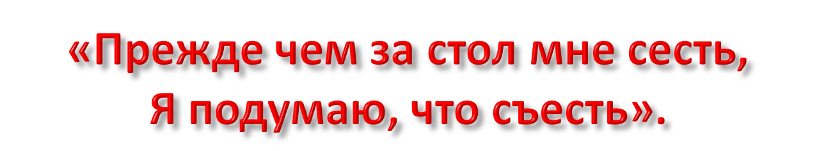 «Прежде чем за стол мне сесть,
Я подумаю, что съесть».